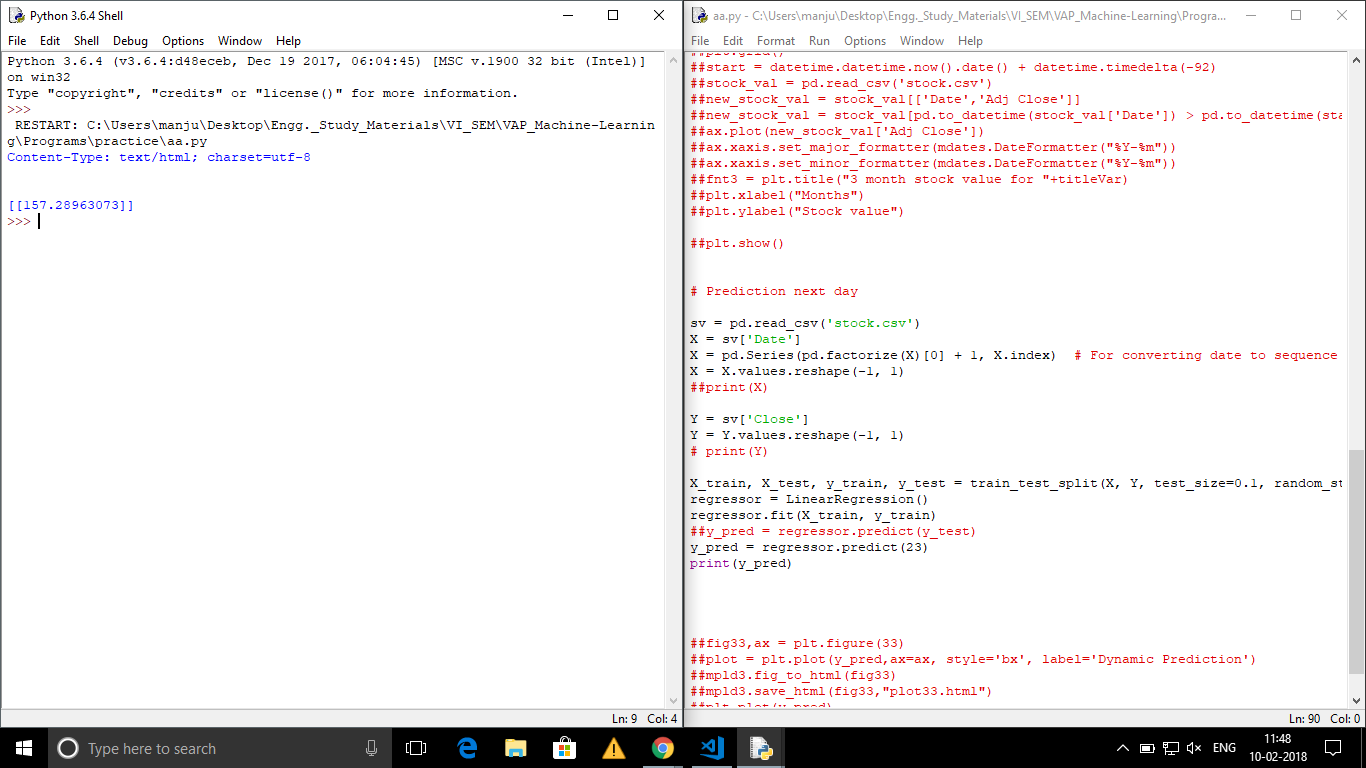 Python 3.6.4 Shell
File Edit Shell Debug Options Window Help
Python 3.6.4 (v3.6.4:d48eceb, Dec 19 2017, 06:04:45) [MSC v.1900 32 bit (Intel)]
on win32
Type "copyright", "credits" or "license()" for more information.
>>>
RESTART: C:\Users\manju\Desktop\Engg._Study_Materials\VI_SEM\VAP_Machine-Learnin
g\Programs\practice\aa.py
Content-Type: text/html; charset=utf-8
[[157.28963073]]
>>>
Ln: 9 Col: 4
aa.py - C:\Users\manju\Desktop\Engg._Study_Materials\VI_SEM\VAP_Machine-Learning\Progra...
File Edit Format Run Options Window Help
##plt.grid()
##start = datetime.datetime.now().date() + datetime.timedelta(-92)
##stock_val = pd.read_csv('stock.csv')
##new_stock_val = stock_val[['Date','Adj Close']]
##new_stock_val = stock_val[pd.to_datetime(stock_val['Date']) > pd.to_datetime(sta
##ax.plot(new_stock_val['Adj Close'])
##ax.xaxis.set_major_formatter(mdates.DateFormatter("%Y-%m"))
##ax.xaxis.set_minor_formatter(mdates.DateFormatter("%Y-%m"))
##fnt3 = plt.title("3 month stock value for "+titleVar)
##plt.xlabel("Months")
##plt.ylabel("Stock value")
##plt.show()
# Prediction next day
sv = pd.read_csv('stock.csv')
X = sv['Date']
X = pd.Series(pd.factorize(X)[0] + 1, X.index)  # For converting date to sequence
X = X.values.reshape(-1, 1)
##print(X)
Y = sv['Close']
Y = Y.values.reshape(-1, 1)
# print(Y)
X_train, X_test, y_train, y_test = train_test_split(X, Y, test_size=0.1, random_st
regressor = LinearRegression()
regressor.fit(X_train, y_train)
##y_pred = regressor.predict(y_test)
y_pred = regressor.predict(23)
print(y_pred)
##fig33,ax = plt.figure(33)
##plot = plt.plot(y_pred,ax=ax, style='bx', label='Dynamic Prediction')
##mpld3.fig_to_html(fig33)
##mpld3.save_html(fig33,"plot33.html")
##plt.plot(y_pred)
Ln: 90 Col: 0
Type here to search
ENG
11:48
10-02-2018